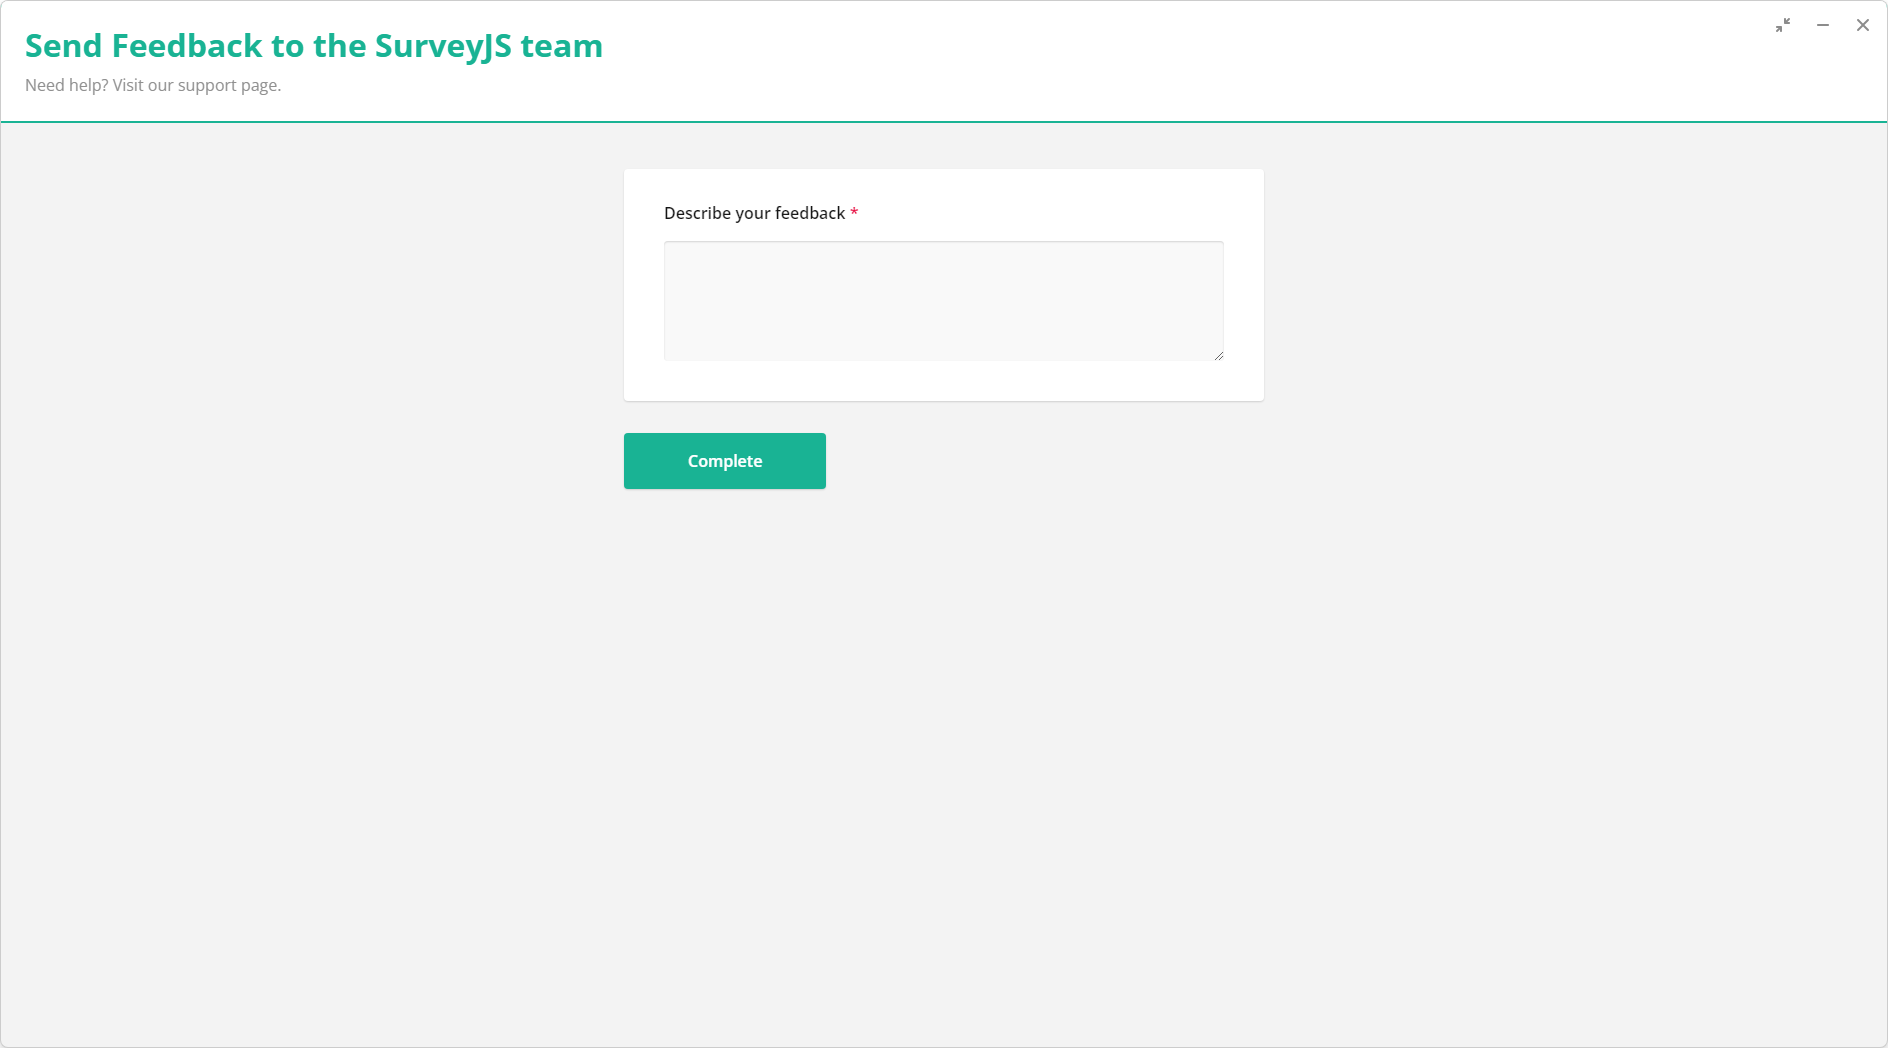 Send Feedback to the SurveyJS team
Need help? Visit our support page.
Describe your feedback *
Complete